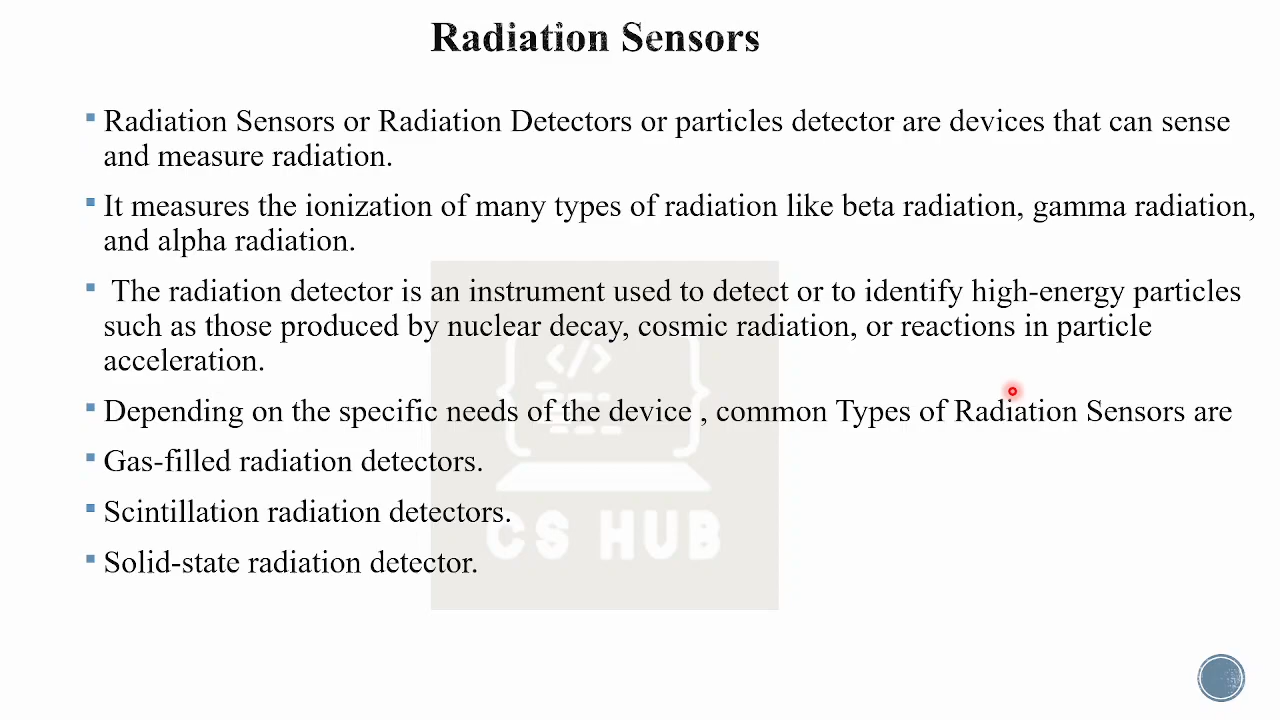 Radiation Sensors
Radiation Sensors or Radiation Detectors or particles detector are devices that can sense
and measure radiation.
It measures the ionization of many types of radiation like beta radiation, gamma radiation,
and alpha radiation.
The radiation detector is an instrument used to detect or to identify high-energy particles
such as those produced by nuclear decay, cosmic radiation, or reactions in particle
acceleration.
Depending on the specific needs of the device , common Types of Radiation Sensors are
Gas-filled radiation detectors.
Scintillation radiation detectors.
Solid-state radiation detector.
{ </> }
CS HUB